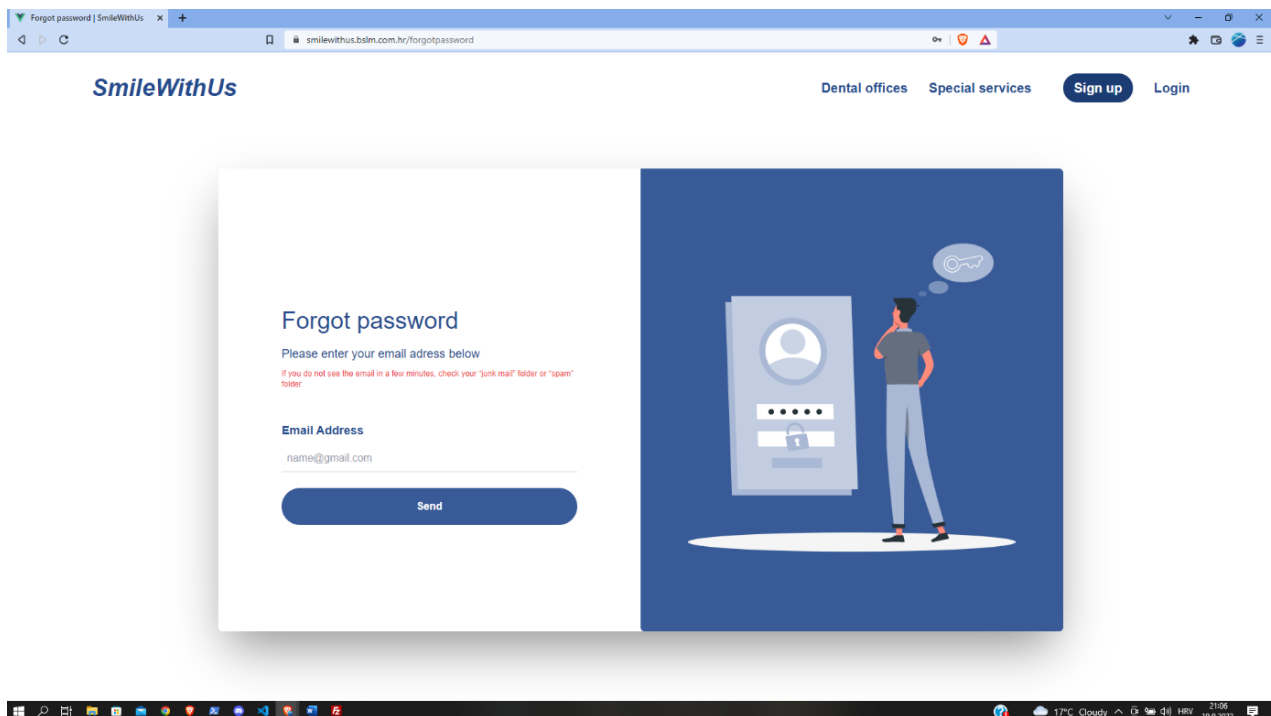 Forgot password | SmileWithUs
smilewithus.bslm.com.hr/forgotpassword
SmileWithUs
Dental offices
Special services
Sign up
Login
Forgot password
Please enter your email adress below
If you do not see the email in a few minutes, check your "junk mail" folder or "spam"
folder
Email Address
name@gmail.com
Send
17°C Cloudy
HRV
21:06